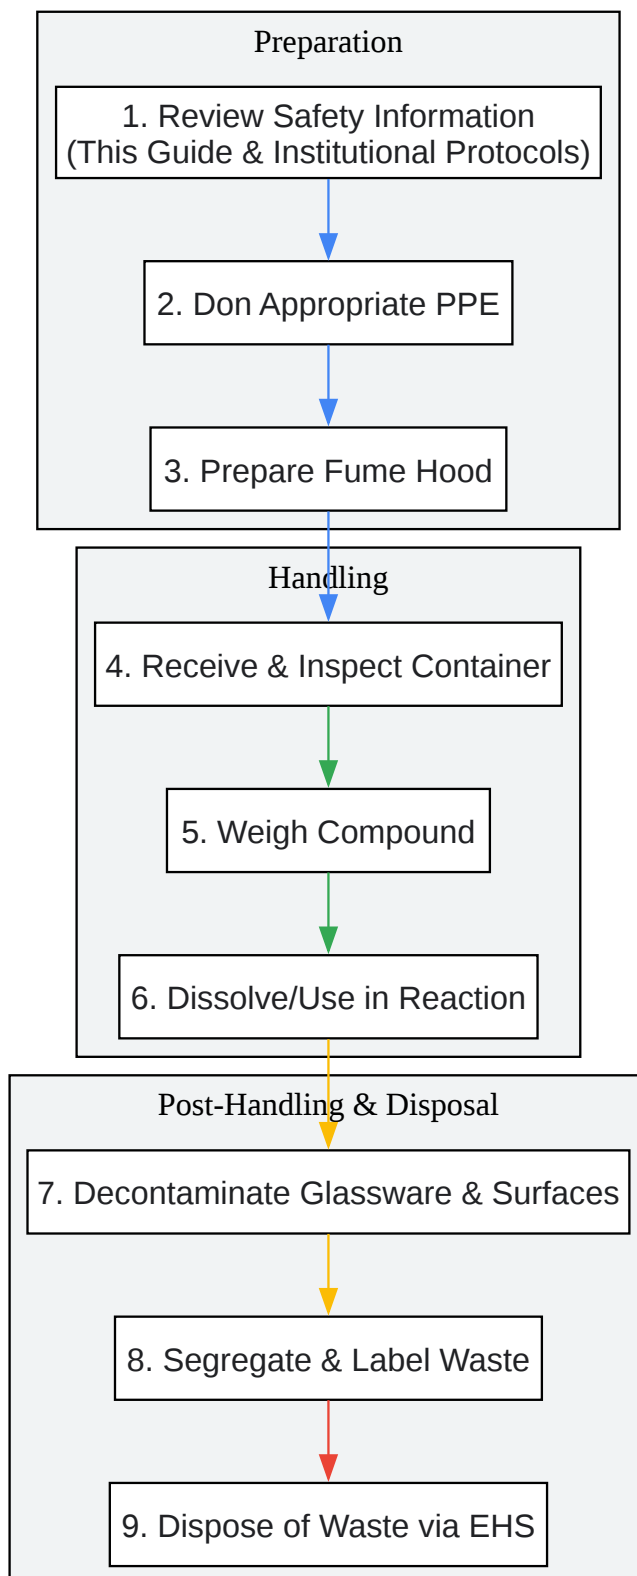 Preparation
1. Review Safety Information
(This Guide & Institutional Protocols)
2. Don Appropriate PPE
3. Prepare Fume Hood
Handling
4. Receive & Inspect Container
5. Weigh Compound
6. Dissolve/Use in Reaction
Post-Handling & Disposal
7. Decontaminate Glassware & Surfaces
8. Segregate & Label Waste
9. Dispose of Waste via EHS